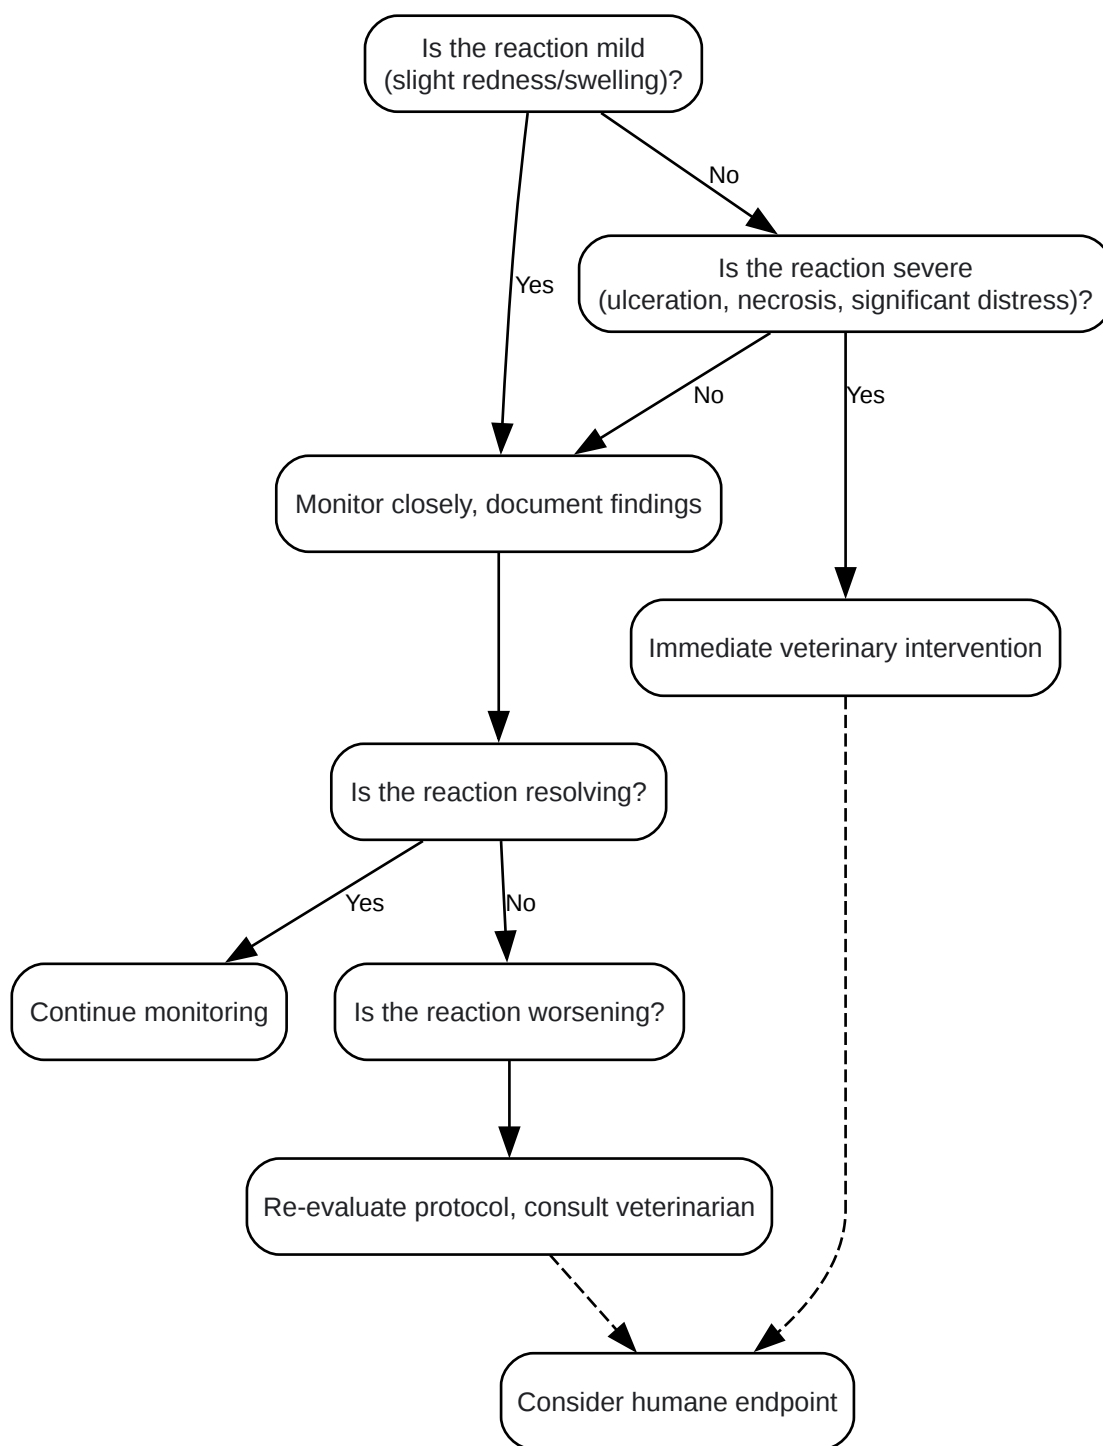 Is the reaction mild
(slight redness/swelling)?
No
Is the reaction severe
(ulceration, necrosis, significant distress)?
Yes
No
Yes
Monitor closely, document findings
Immediate veterinary intervention
Is the reaction resolving?
Yes
No
Continue monitoring
Is the reaction worsening?
Re-evaluate protocol, consult veterinarian
Consider humane endpoint